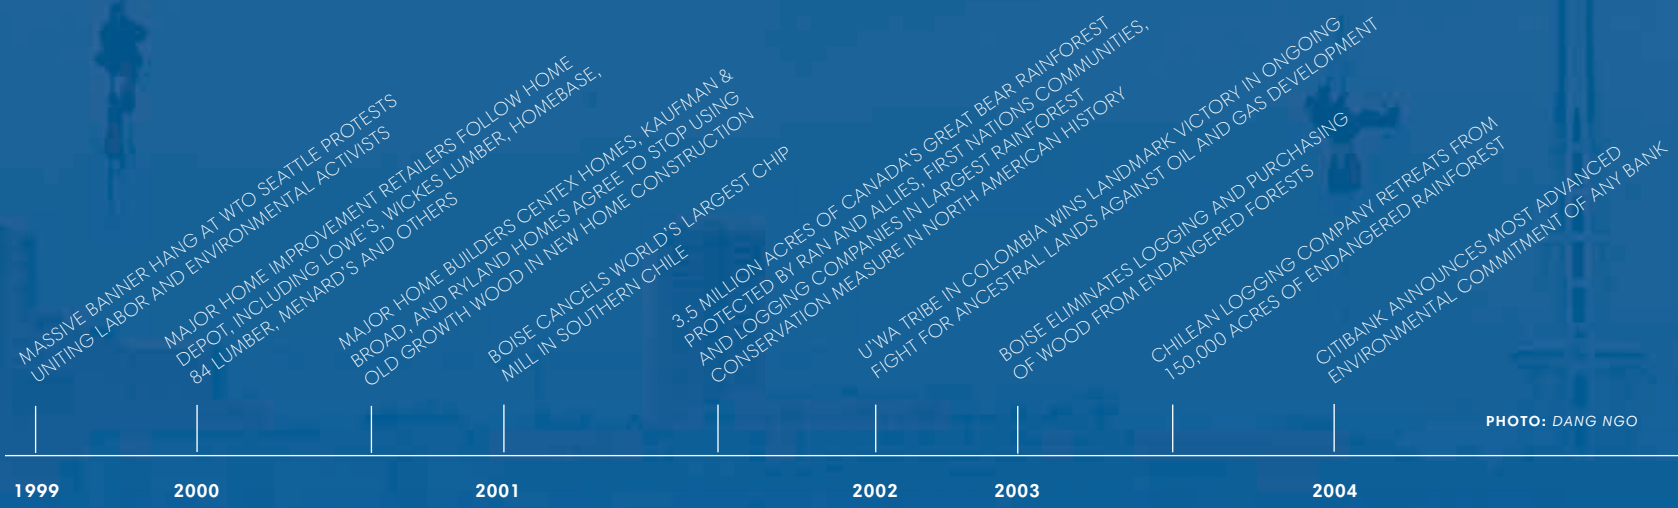 MASSIVE BANNER HANG AT WTO SEATTLE PROTESTS
UNITING LABOR AND ENVIRONMENTAL ACTIVISTS
MAJOR HOME IMPROVEMENT RETAILERS FOLLOW HOME
DEPOT, INCLUDING LOWE'S, WICKES LUMBER, HOMEBASE,
84 LUMBER, MENARD'S AND OTHERS
MAJOR HOME BUILDERS CENTEX HOMES, KAUFMAN &
BROAD, AND RYLAND HOMES AGREE TO STOP USING
OLD GROWTH WOOD IN NEW HOME CONSTRUCTION
BOISE CANCELS WORLD'S LARGEST CHIP
MILL IN SOUTHERN CHILE
3.5 MILLION ACRES OF CANADA'S GREAT BEAR RAINFOREST
PROTECTED BY RAN AND ALLIES, FIRST NATIONS COMMUNITIES,
AND LOGGING COMPANIES IN LARGEST RAINFOREST
CONSERVATION MEASURE IN NORTH AMERICAN HISTORY
U'WA TRIBE IN COLOMBIA WINS LANDMARK VICTORY IN ONGOING
FIGHT FOR ANCESTRAL LANDS AGAINST OIL AND GAS DEVELOPMENT
BOISE ELIMINATES LOGGING AND PURCHASING
OF WOOD FROM ENDANGERED FORESTS
CHILEAN LOGGING COMPANY RETREATS FROM
150,000 ACRES OF ENDANGERED RAINFOREST
CITIBANK ANNOUNCES MOST ADVANCED
ENVIRONMENTAL COMMITMENT OF ANY BANK
PHOTO: DANG NGO
1999
2000
2001
2002
2003
2004